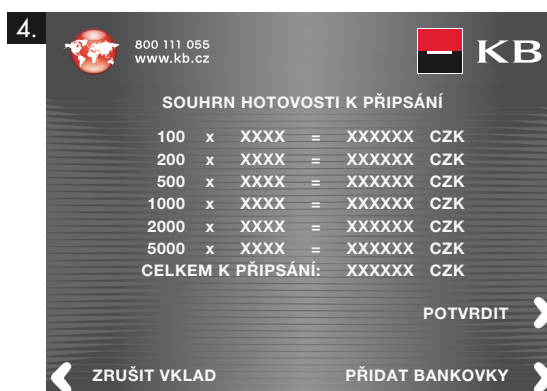 4.
800 111 055
www.kb.cz
KB
SOUHRN HOTOVOSTI K PŘIPSÁNÍ
100 x XXXX = XXXXXX CZK
200 x XXXX = XXXXXX CZK
500 x XXXX = XXXXXX CZK
1000 x XXXX = XXXXXX CZK
2000 x XXXX = XXXXXX CZK
5000 x XXXX = XXXXXX CZK
CELKEM K PŘIPSÁNÍ: XXXXXX CZK
POTVRDIT
ZRUŠIT VKLAD
PŘIDAT BANKOVKY